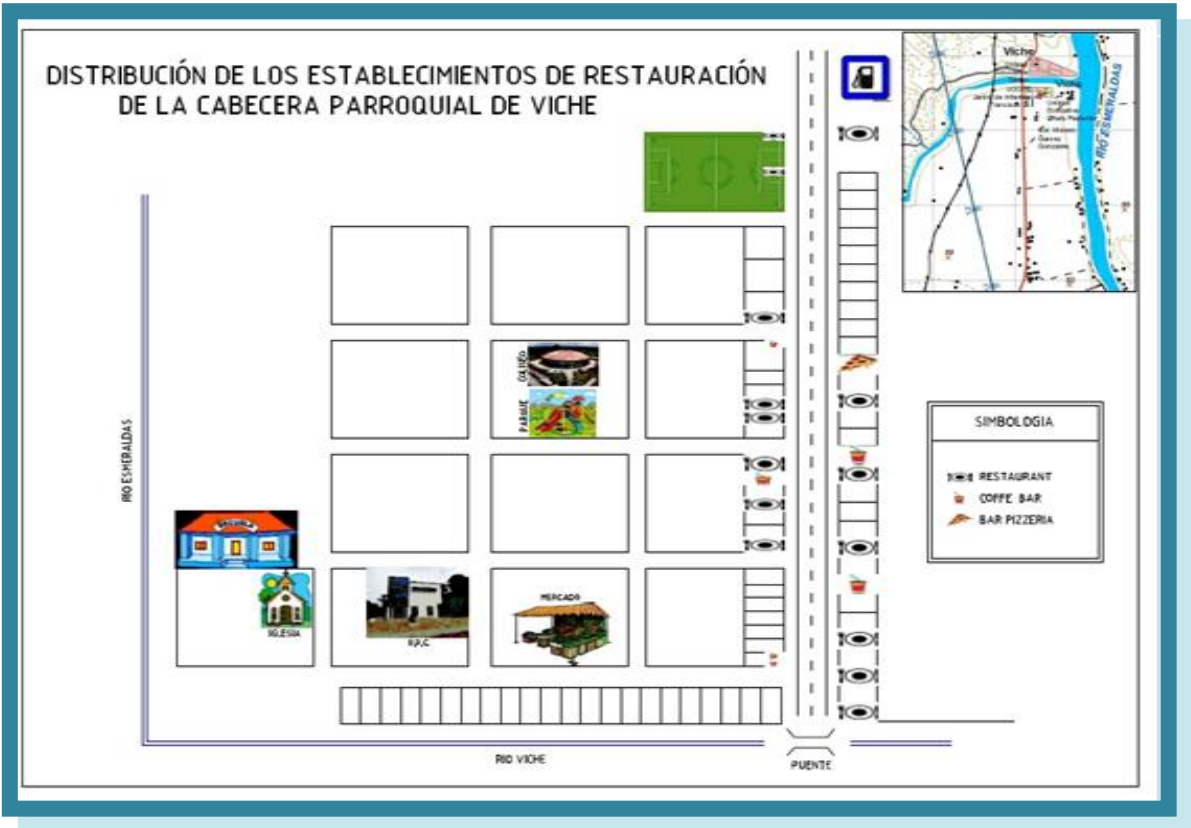 DISTRIBUCIÓN DE LOS ESTABLECIMIENTOS DE RESTAURACIÓN
DE LA CABECERA PARROQUIAL DE VICHE
Viche
RIO ESMERALDAS
COLISEO
PARQUE
RIO ESMERALDAS
SIMBOLOGIA
RESTAURANT
COFFE BAR
BAR PIZZERIA
ESCUELA
IGLESIA
MERCADO
RIO VICHE
PUENTE